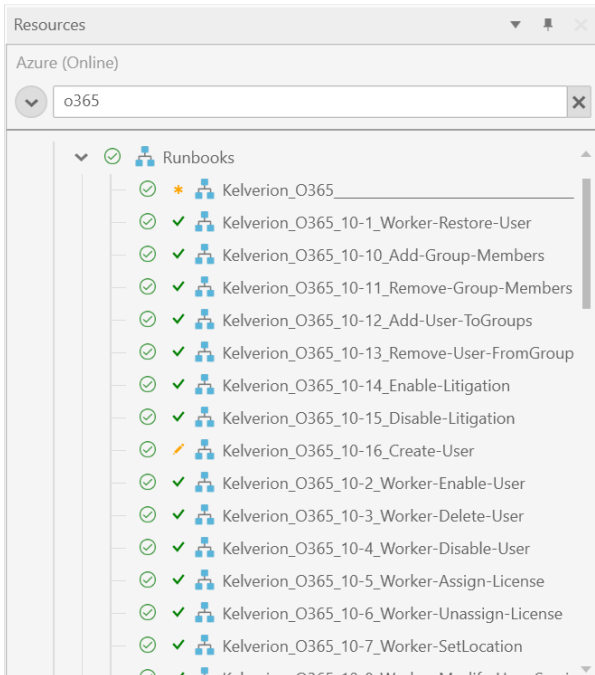 Resources
Azure (Online)
o365
Runbooks
Kelverion_O365__________________________
Kelverion_O365_10-1_Worker-Restore-User
Kelverion_O365_10-10_Add-Group-Members
Kelverion_O365_10-11_Remove-Group-Members
Kelverion_O365_10-12_Add-User-ToGroups
Kelverion_O365_10-13_Remove-User-FromGroup
Kelverion_O365_10-14_Enable-Litigation
Kelverion_O365_10-15_Disable-Litigation
Kelverion_O365_10-16_Create-User
Kelverion_O365_10-2_Worker-Enable-User
Kelverion_O365_10-3_Worker-Delete-User
Kelverion_O365_10-4_Worker-Disable-User
Kelverion_O365_10-5_Worker-Assign-License
Kelverion_O365_10-6_Worker-Unassign-License
Kelverion_O365_10-7_Worker-SetLocation